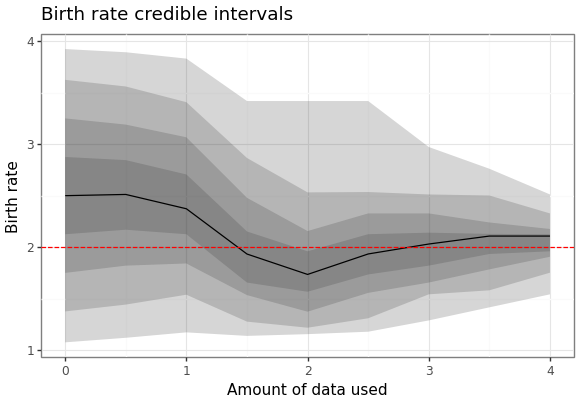 Birth rate credible intervals
Birth rate
4
3
2
1
0 1 2 3 4
Amount of data used